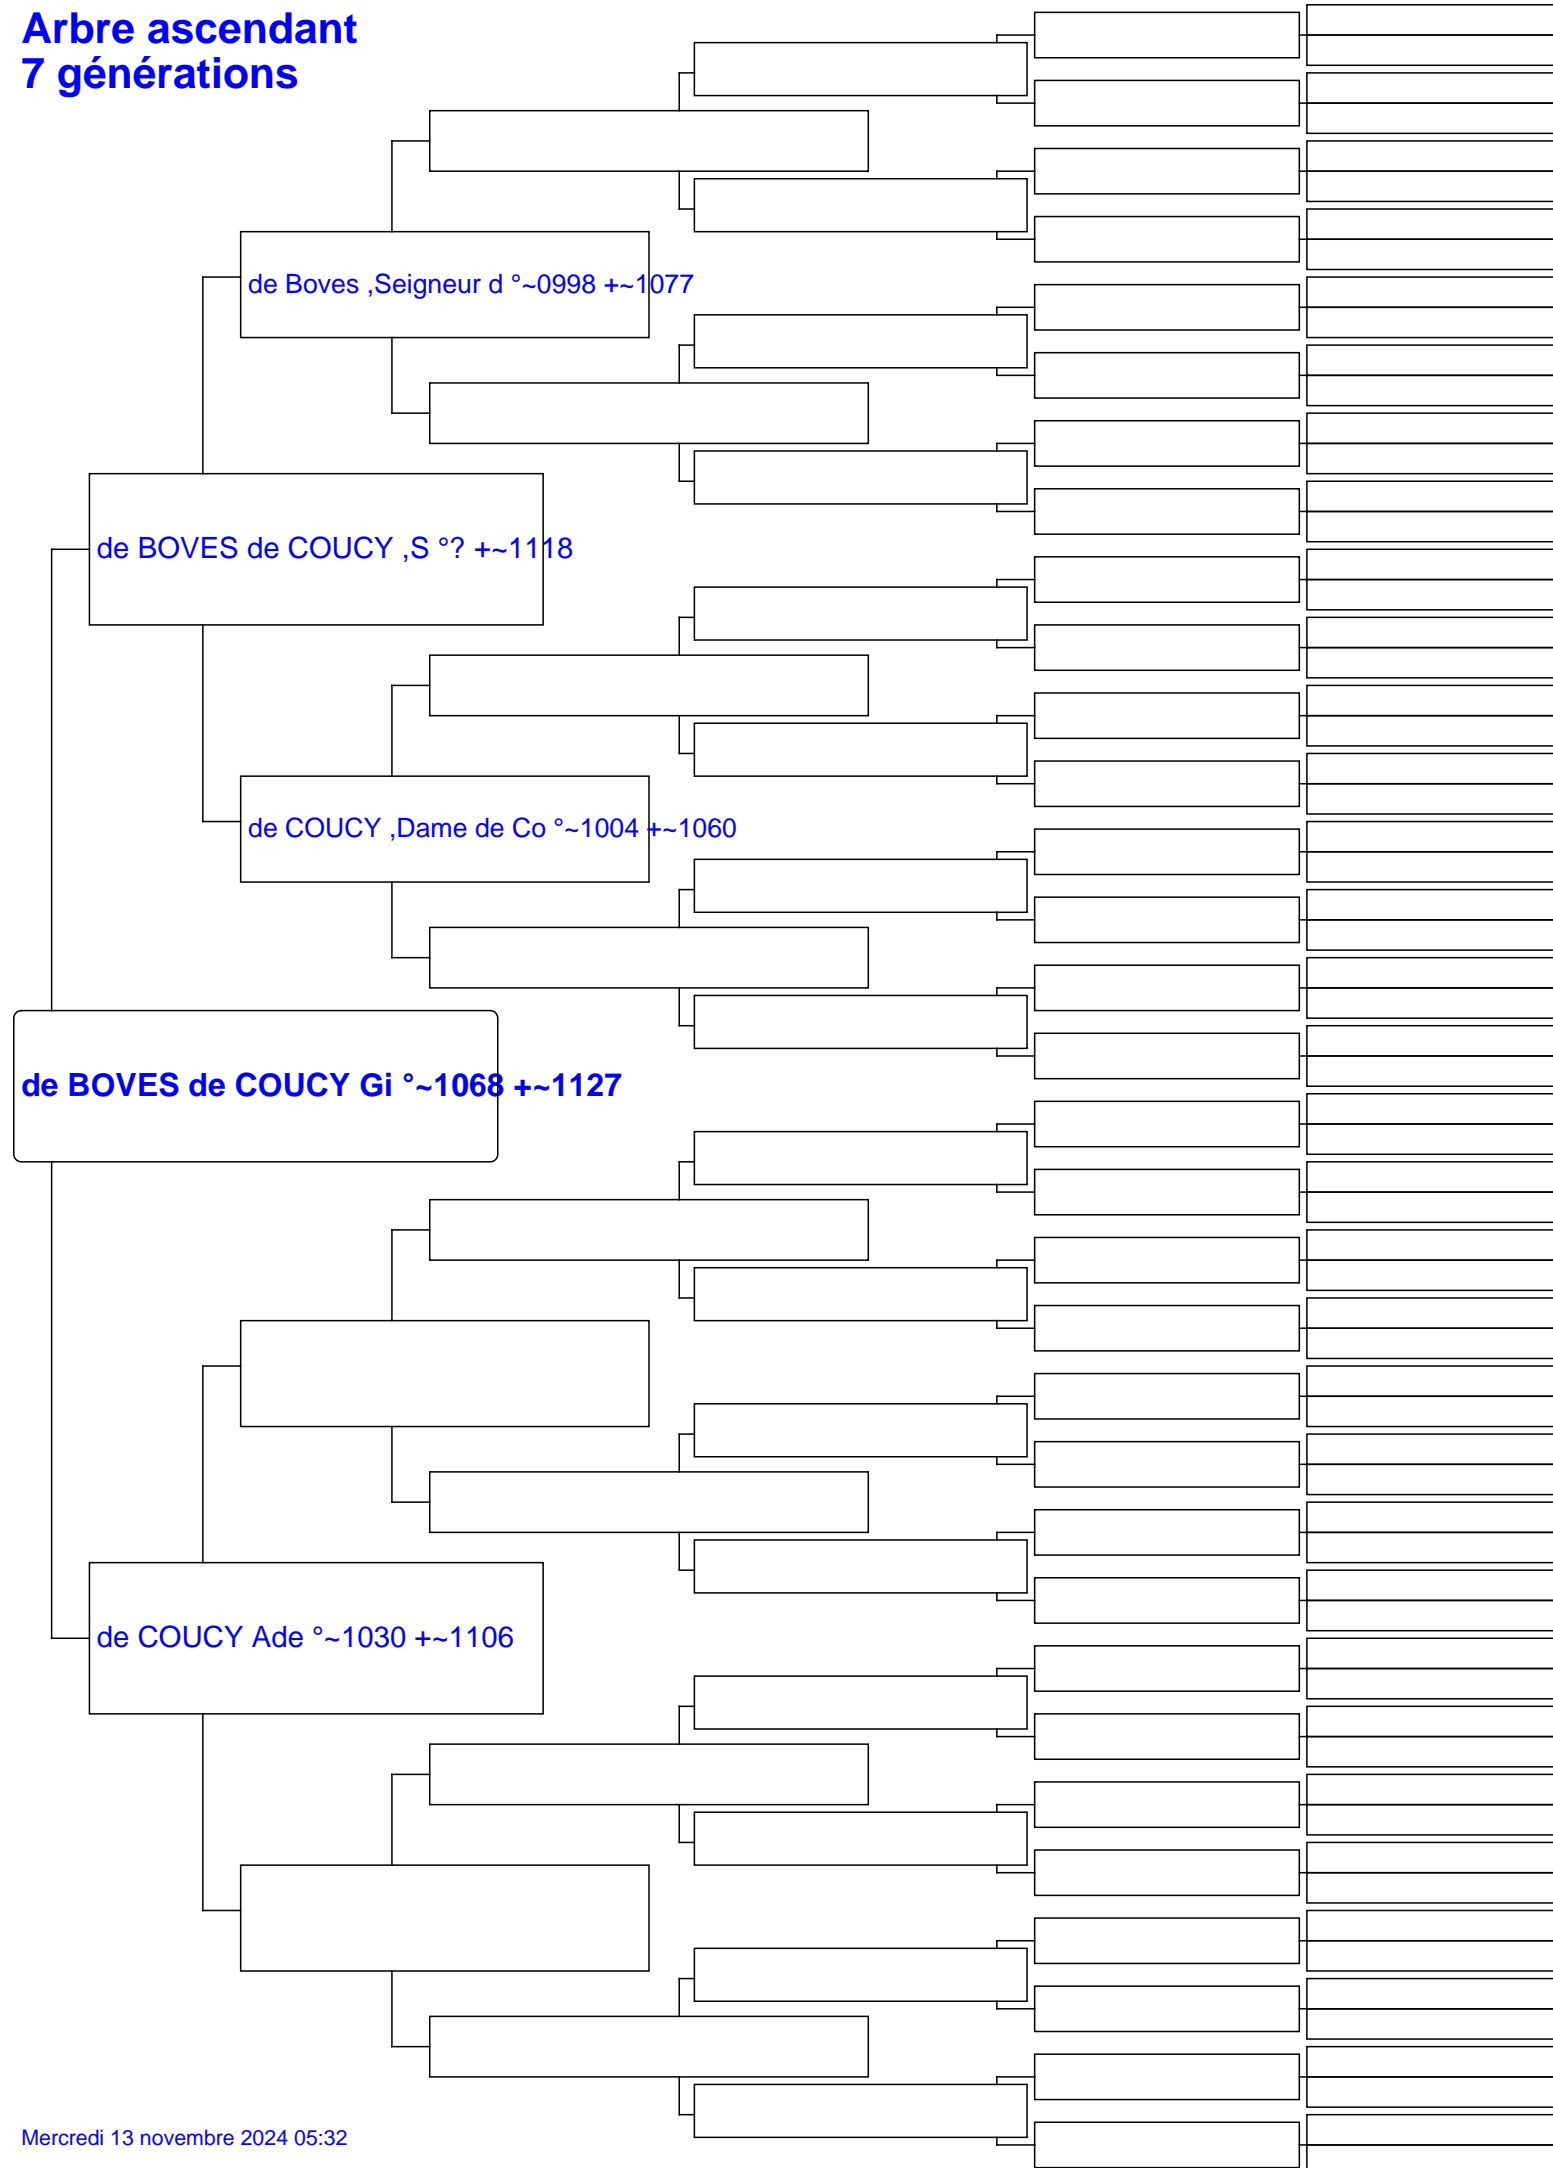 Arbre ascendant
7 générations
de Boves ,Seigneur d °~0998 +~1077
de BOVES de COUCY ,S °? +~1118
de COUCY ,Dame de Co °~1004 +~1060
de BOVES de COUCY Gi °~1068 +~1127
de COUCY Ade °~1030 +~1106
Mercredi 13 novembre 2024 05:32